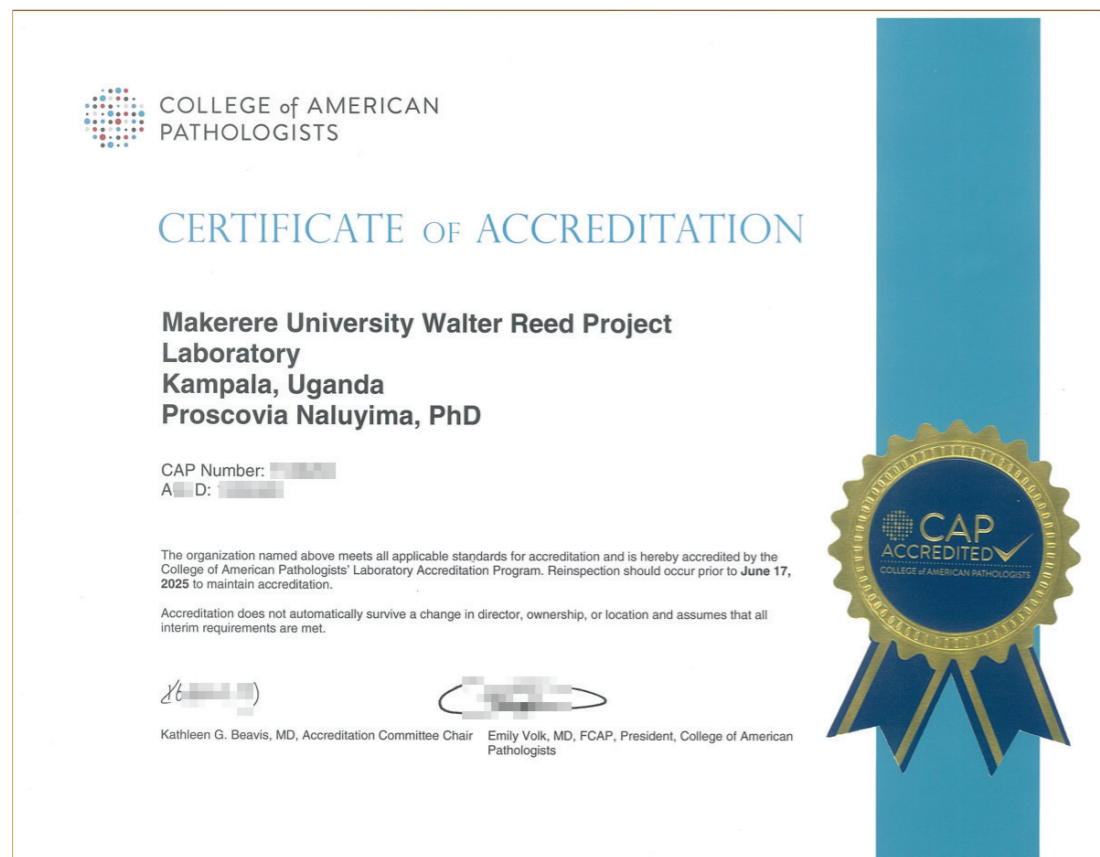 COLLEGE of AMERICAN
PATHOLOGISTS
CERTIFICATE OF ACCREDITATION
Makerere University Walter Reed Project
Laboratory
Kampala, Uganda
Proscovia Naluyima, PhD
CAP Number:
A D:
The organization named above meets all applicable standards for accreditation and is hereby accredited by the
College of American Pathologists' Laboratory Accreditation Program. Reinspection should occur prior to June 17,
2025 to maintain accreditation.
Accreditation does not automatically survive a change in director, ownership, or location and assumes that all
interim requirements are met.
CAP
ACCREDITED
COLLEGE of AMERICAN PATHOLOGISTS
Kathleen G. Beavis, MD, Accreditation Committee Chair
Emily Volk, MD, FCAP, President, College of American
Pathologists